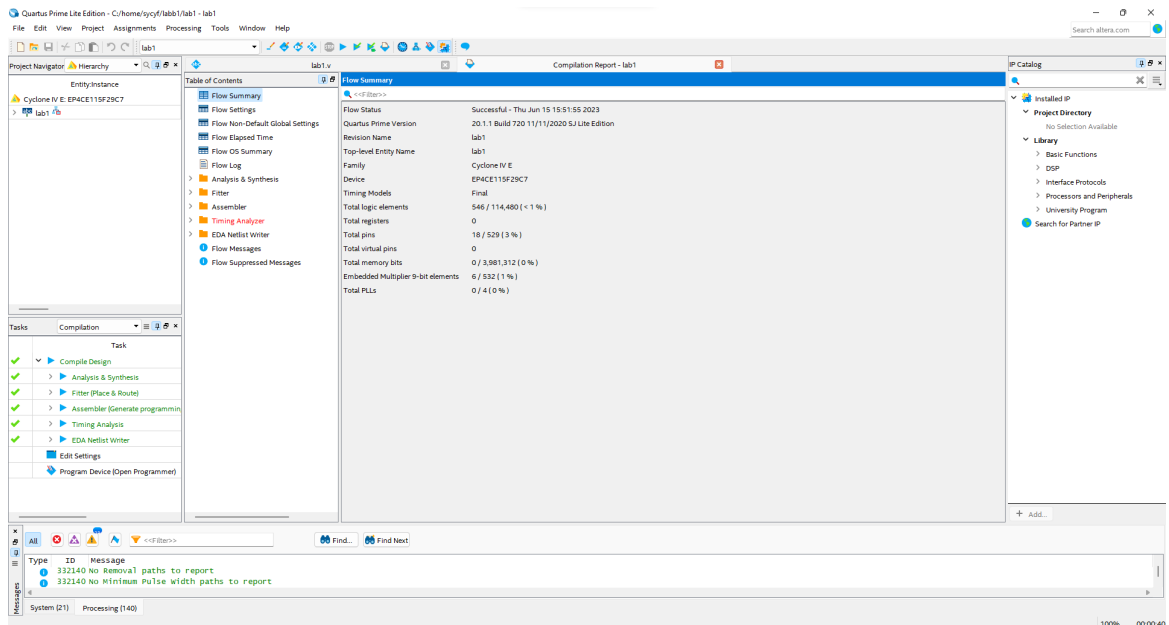 Quartus Prime Lite Edition - C:/home/sycyf/labb1/lab1 - lab1
File Edit View Project Assignments Processing Tools Window Help
Search altera.com
lab1
Project Navigator Hierarchy
lab1.v
Compilation Report - lab1
IP Catalog
Entity:Instance
Cyclone IV E: EP4CE115F29C7
lab1
Table of Contents
Flow Summary
Flow Settings
Flow Non-Default Global Settings
Flow Elapsed Time
Flow OS Summary
Flow Log
Analysis & Synthesis
Fitter
Assembler
Timing Analyzer
EDA Netlist Writer
Flow Messages
Flow Suppressed Messages
Flow Summary
<<Filter>>
Flow Status Successful - Thu Jun 15 15:51:55 2023
Quartus Prime Version 20.1.1 Build 720 11/11/2020 SJ Lite Edition
Revision Name lab1
Top-level Entity Name lab1
Family Cyclone IV E
Device EP4CE115F29C7
Timing Models Final
Total logic elements 546 / 114,480 ( < 1 % )
Total registers 0
Total pins 18 / 529 ( 3 % )
Total virtual pins 0
Total memory bits 0 / 3,981,312 ( 0 % )
Embedded Multiplier 9-bit elements 6 / 532 ( 1 % )
Total PLLs 0 / 4 ( 0 % )
Installed IP
Project Directory
No Selection Available
Library
Basic Functions
DSP
Interface Protocols
Processors and Peripherals
University Program
Search for Partner IP
+ Add...
Tasks Compilation
Task
Compile Design
Analysis & Synthesis
Fitter (Place & Route)
Assembler (Generate programmin
Timing Analysis
EDA Netlist Writer
Edit Settings
Program Device (Open Programmer)
All <<Filter>> Find... Find Next
Type ID Message
332140 No Removal paths to report
332140 No Minimum Pulse Width paths to report
Messages
System (21) Processing (140)
100% 00:00:40